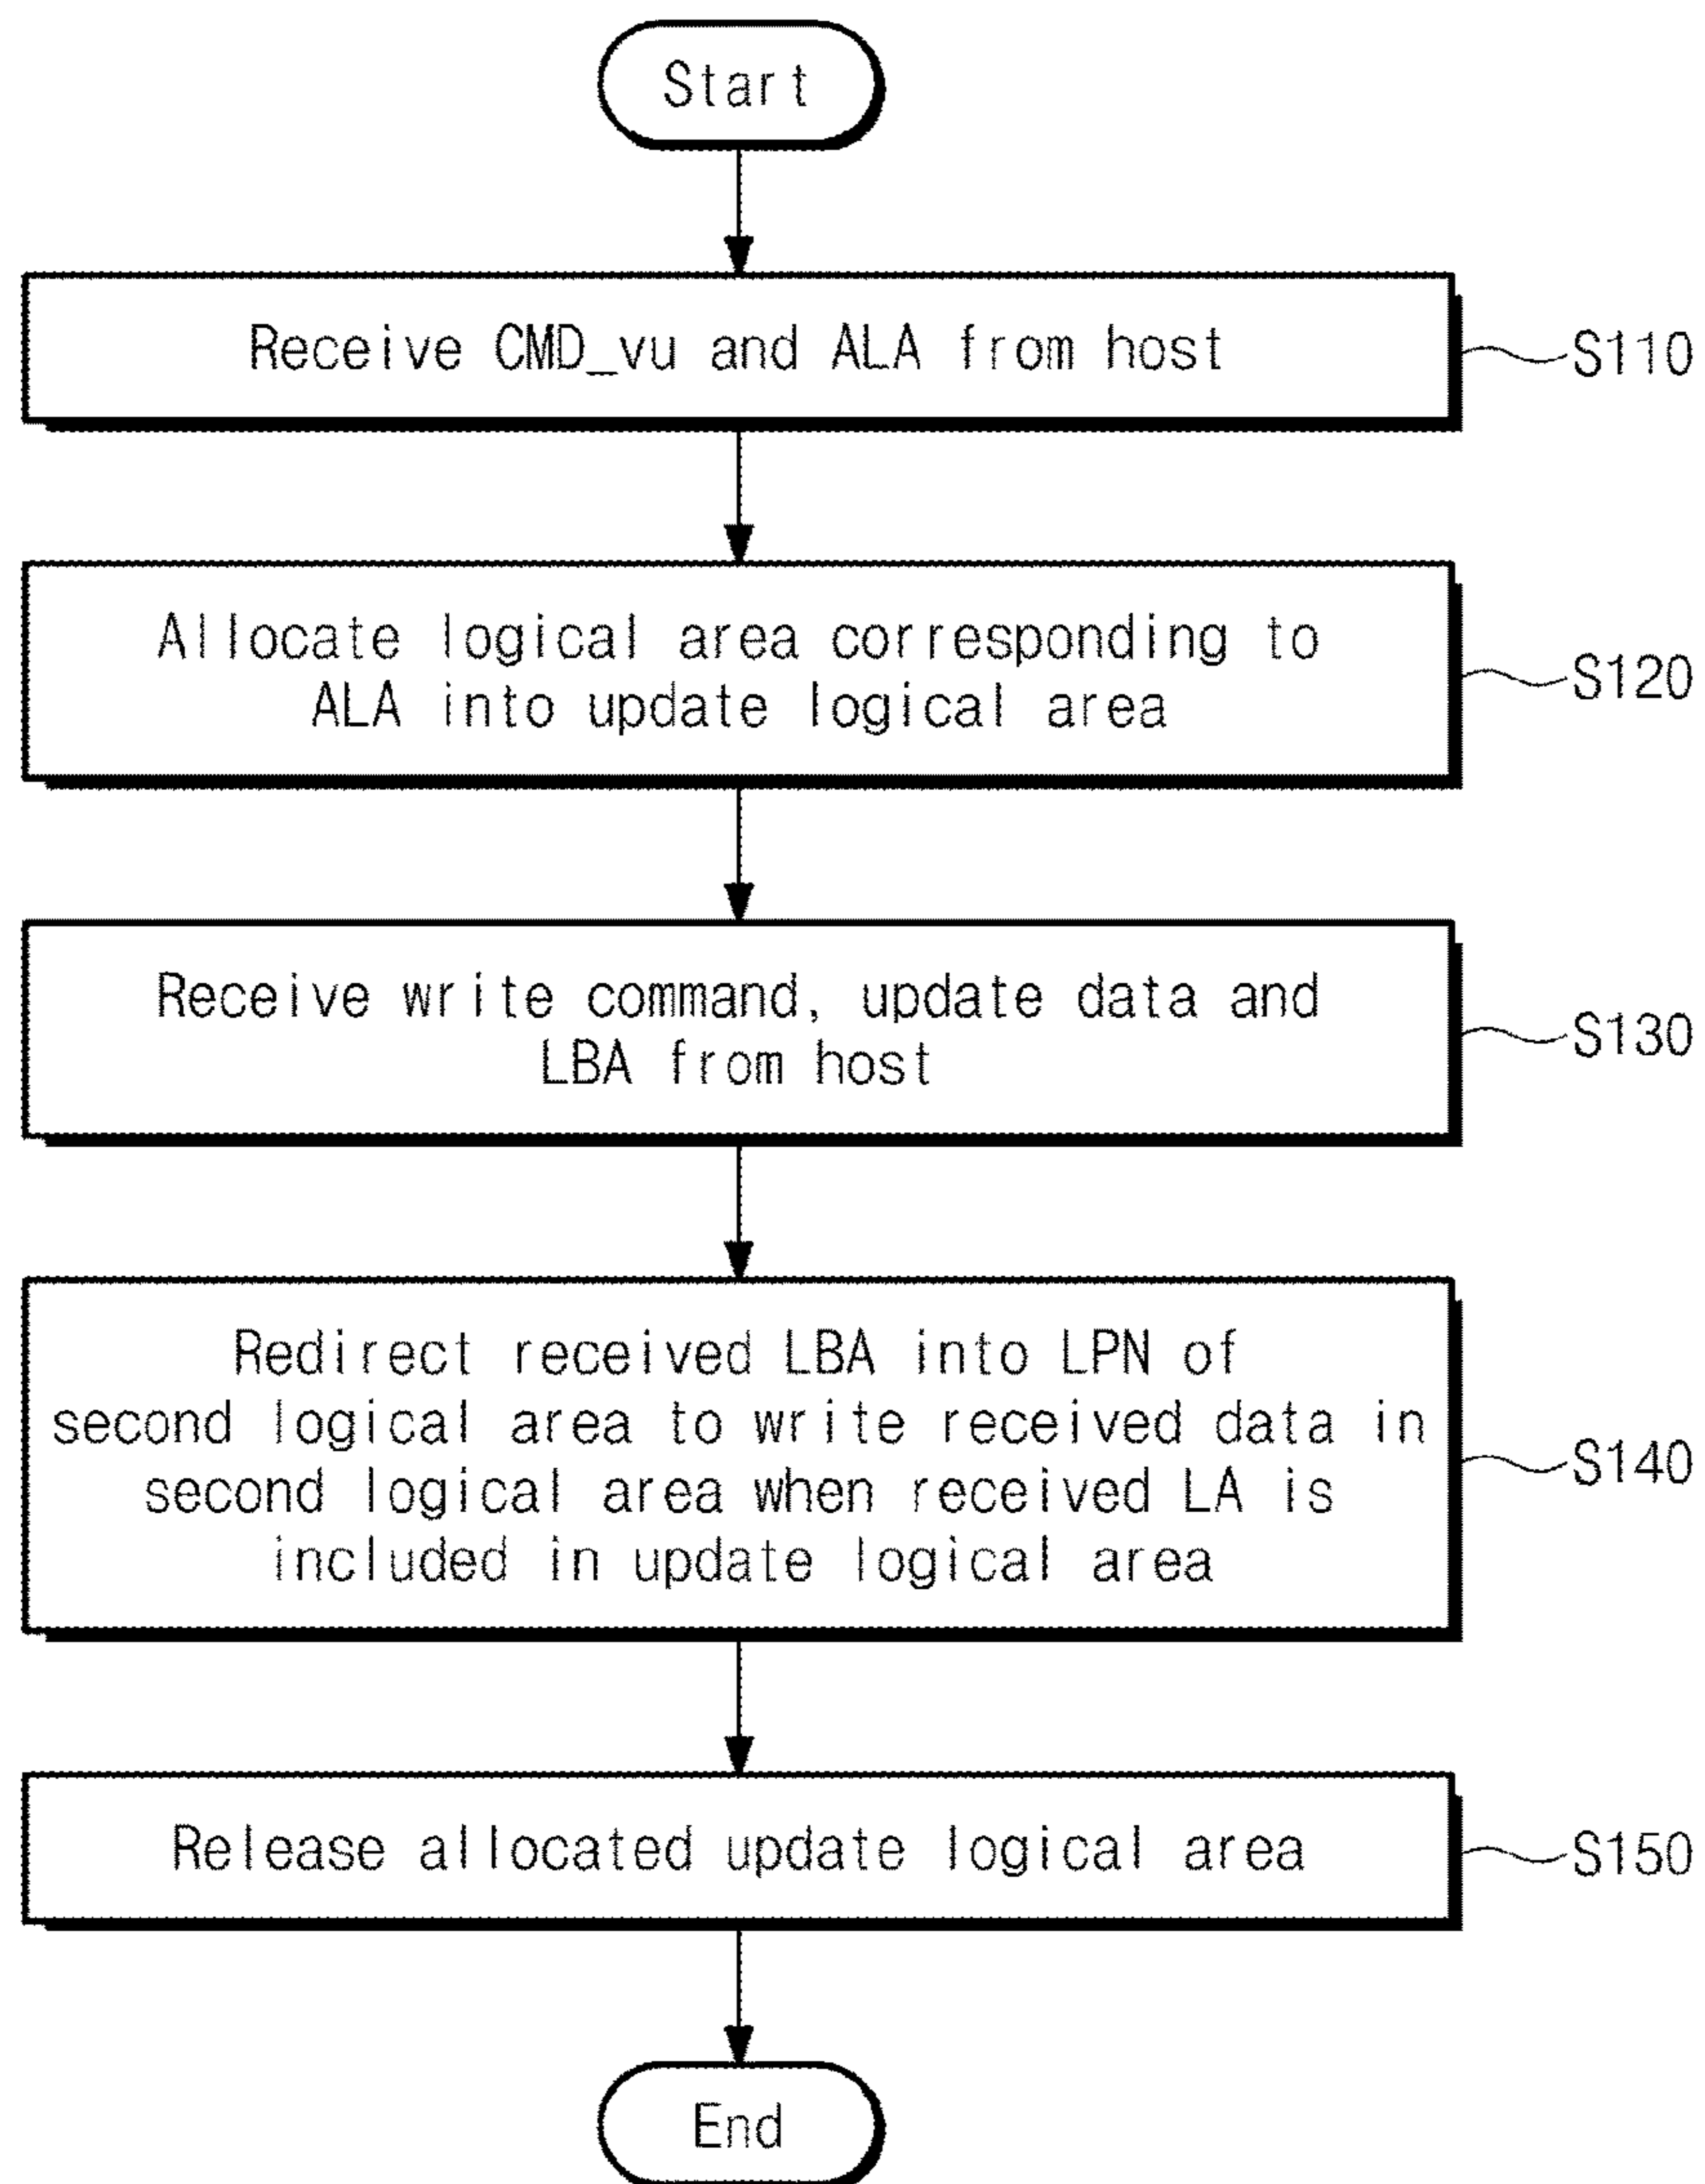 Start
Receive CMD_vu and ALA from host
S110
Allocate logical area corresponding to
ALA into update logical area
S120
Receive write command, update data and
LBA from host
S130
Redirect received LBA into LPN of
second logical area to write received data in
second logical area when received LA is
included in update logical area
S140
Release allocated update logical area
S150
End